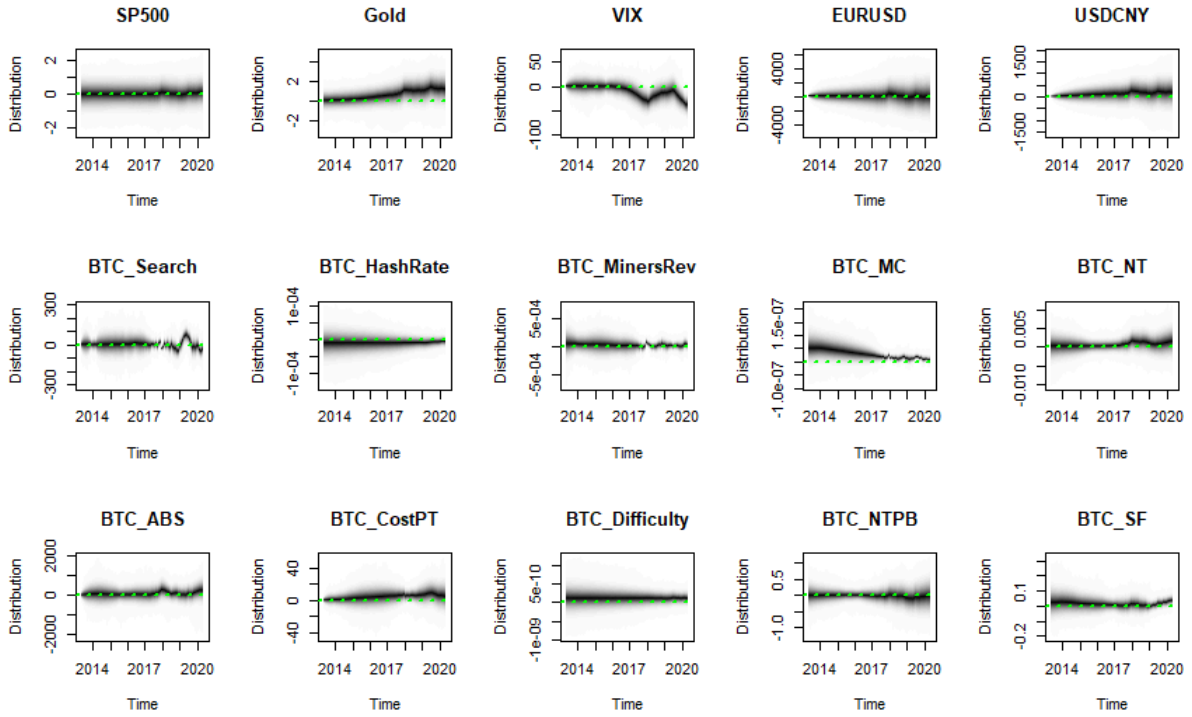 SP500 Gold VIX EURUSD USDCNY
Distribution Distribution Distribution Distribution Distribution
2 2 50 4000 1500
0 0 0 0
-2 -2 -100 -4000 -1500
2014 2017 2020 2014 2017 2020 2014 2017 2020 2014 2017 2020 2014 2017 2020
Time Time Time Time Time
BTC_Search BTC_HashRate BTC_MinersRev BTC_MC BTC_NT
Distribution Distribution Distribution Distribution Distribution
300 1e-04 5e-04 1.5e-07 0.005
0
-300 -1e-04 -5e-04 -1.0e-07 -0.010
2014 2017 2020 2014 2017 2020 2014 2017 2020 2014 2017 2020 2014 2017 2020
Time Time Time Time Time
BTC_ABS BTC_CostPT BTC_Difficulty BTC_NTPB BTC_SF
Distribution Distribution Distribution Distribution Distribution
2000 40 5e-10 0.5 0.1
0 0
-2000 -40 -1e-09 -1.0 -0.2
2014 2017 2020 2014 2017 2020 2014 2017 2020 2014 2017 2020 2014 2017 2020
Time Time Time Time Time